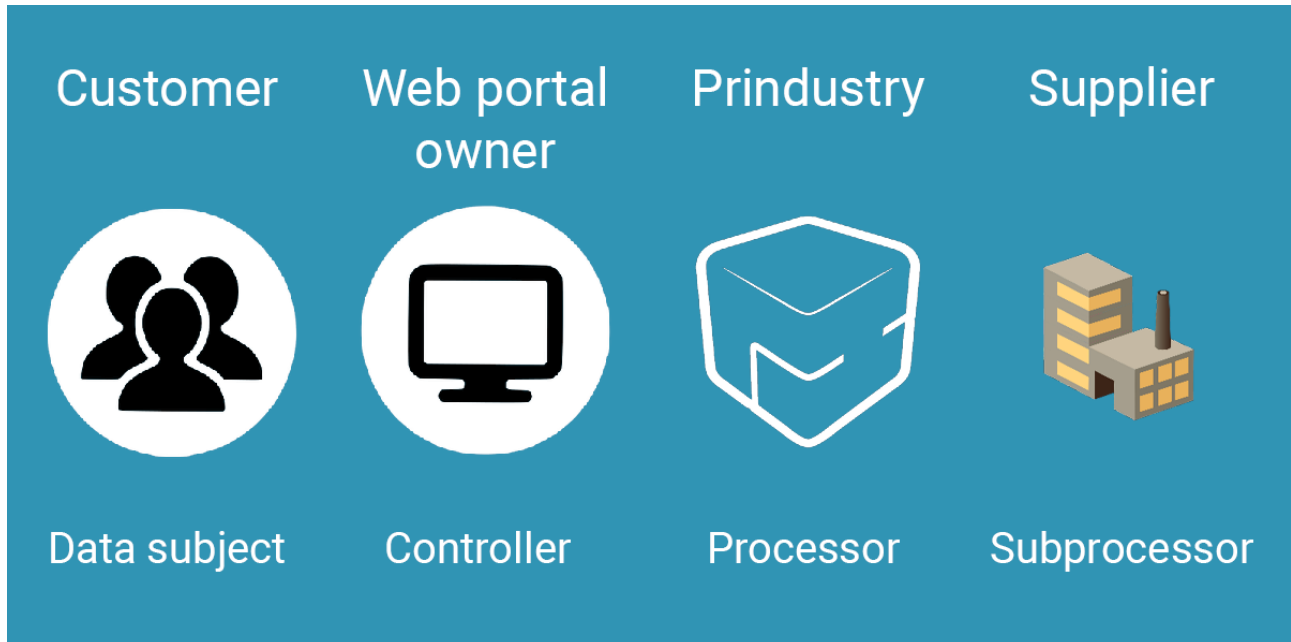 Customer
Web portal
owner
Prindustry
Supplier
Data subject
Controller
Processor
Subprocessor